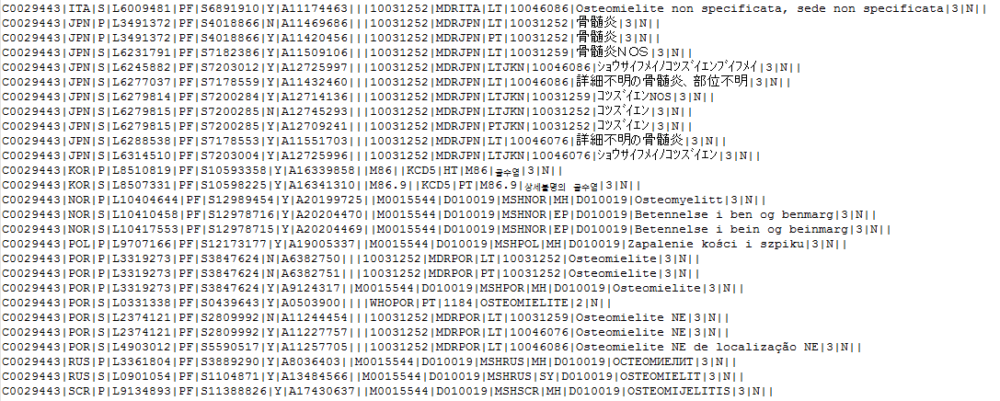 C0029443|ITA|S|L6009481|PF|S6891910|Y|A11174463|||10031252|MDRITA|LT|10046086|Osteomielite non specificata, sede non specificata|3|N||
C0029443|JPN|P|L3491372|PF|S4018866|N|A11469686|||10031252|MDRJPN|LT|10031252|骨髄炎|3|N||
C0029443|JPN|P|L3491372|PF|S4018866|Y|A11420456|||10031252|MDRJPN|PT|10031252|骨髄炎|3|N||
C0029443|JPN|S|L6231791|PF|S7182386|Y|A11509106|||10031252|MDRJPN|LT|10031259|骨髄炎NOS|3|N||
C0029443|JPN|S|L6245882|PF|S7203012|Y|A12725997|||10031252|MDRJPN|LTJKN|10046086|ｼｮウサイフメイノコツズイエンブイフメイ|3|N||
C0029443|JPN|S|L6277037|PF|S7178559|Y|A11432460|||10031252|MDRJPN|LT|10046086|詳細不明の骨髄炎、部位不明|3|N||
C0029443|JPN|S|L6279814|PF|S7200284|Y|A12714136|||10031252|MDRJPN|LTJKN|10031259|ｺﾂｽﾞｲｴﾝNOS|3|N||
C0029443|JPN|S|L6279815|PF|S7200285|N|A12745293|||10031252|MDRJPN|LTJKN|10031252|ｺﾂｽﾞｲｴﾝ|3|N||
C0029443|JPN|S|L6279815|PF|S7200285|Y|A12709241|||10031252|MDRJPN|PTJKN|10031252|ｺﾂｽﾞｲｴﾝ|3|N||
C0029443|JPN|S|L6288538|PF|S7178553|Y|A11551703|||10031252|MDRJPN|LT|10046076|詳細不明の骨髄炎|3|N||
C0029443|JPN|S|L6314510|PF|S7203004|Y|A12725996|||10031252|MDRJPN|LTJKN|10046076|ｼｮｳｻｲﾌﾒｲﾉｺﾂｽﾞｲｴﾝ|3|N||
C0029443|KOR|P|L8510819|PF|S10593358|Y|A16339858||M86||KCD5|HT|M86|골수염|3|N||
C0029443|KOR|S|L8507331|PF|S10598154|Y|A16341310||M86.9||KCD5|PT|M86.9|상세불명의 골수염|3|N||
C0029443|NOR|P|L10404644|PF|S12989454|Y|A20199725||M0015544|D010019|MSHNOR|MH|D010019|Osteomyelitt|3|N||
C0029443|NOR|S|L10410458|PF|S12978716|Y|A20204470||M0015544|D010019|MSHNOR|EP|D010019|Betennelse i ben og benmarg|3|N||
C0029443|NOR|S|L10417553|PF|S12978715|Y|A20204469||M0015544|D010019|MSHNOR|EP|D010019|Betennelse i bein og beinmarg|3|N||
C0029443|POL|P|L9707166|PF|S12173177|Y|A19005337||M0015544|D010019|MSHPOL|MH|D010019|Zapalenie kości i szpiku|3|N||
C0029443|POR|P|L3319273|PF|S3847624|N|A6382750|||10031252|MDRPOR|LT|10031252|Osteomielite|3|N||
C0029443|POR|P|L3319273|PF|S3847624|N|A6382751|||10031252|MDRPOR|PT|10031252|Osteomielite|3|N||
C0029443|POR|P|L3319273|PF|S3847624|Y|A9124317||M0015544|D010019|MSHPOR|MH|D010019|Osteomielite|3|N||
C0029443|POR|S|L0331338|PF|S0439643|Y|A0503900||||WHOPOR|PT|1184|OSTEOMIELITE|2|N||
C0029443|POR|S|L2374121|PF|S2809992|N|A11244454|||10031252|MDRPOR|LT|10031259|Osteomielite NE|3|N||
C0029443|POR|S|L2374121|PF|S2809992|Y|A11227757|||10031252|MDRPOR|LT|10046076|Osteomielite NE|3|N||
C0029443|POR|S|L4903012|PF|S5590517|Y|A11257705|||10031252|MDRPOR|LT|10046086|Osteomielite NE de localização NE|3|N||
C0029443|RUS|P|L3361804|PF|S3889290|Y|A8036403||M0015544|D010019|MSHRUS|MH|D010019|ОСТЕОМИЕЛИТ|3|N||
C0029443|RUS|S|L0901054|PF|S1104871|Y|A13484566||M0015544|D010019|MSHRUS|SY|D010019|OSTEOMIELIT|3|N||
C0029443|SCR|P|L9134893|PF|S11388826|Y|A17430637||M0015544|D010019|MSHSCR|MH|D010019|OSTEOMIJELITIS|3|N||